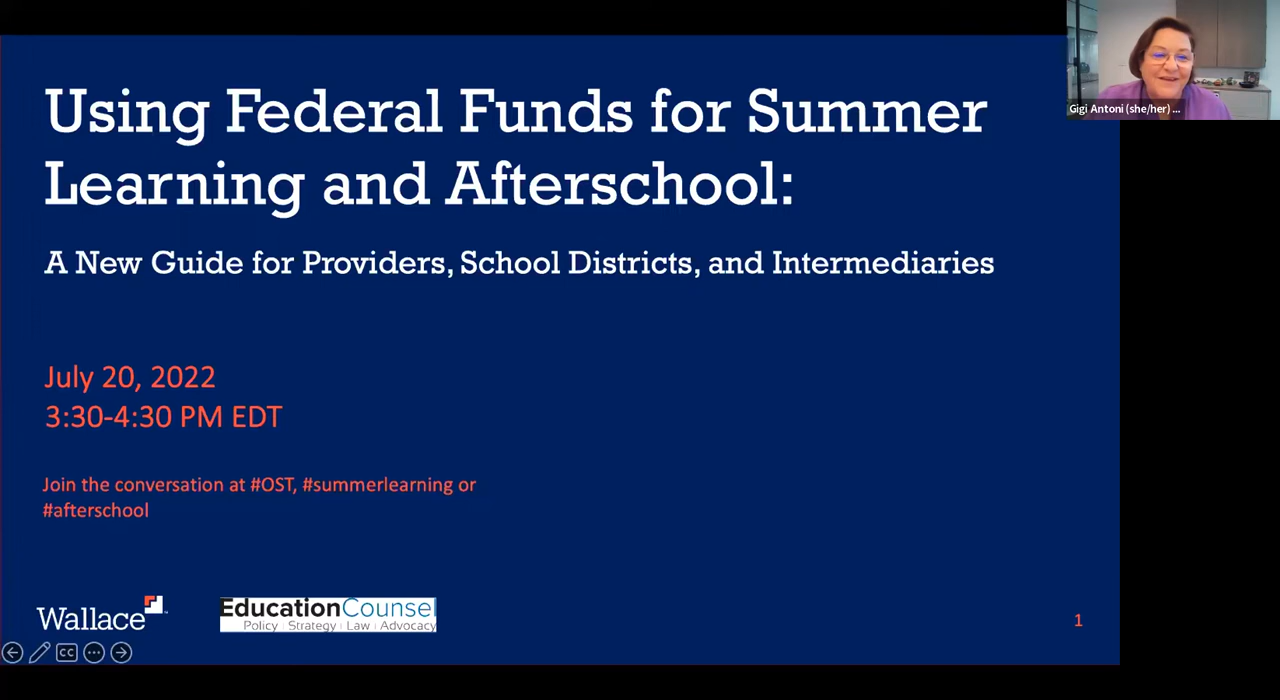 Using Federal Funds for Summer
Learning and Afterschool:
A New Guide for Providers, School Districts, and Intermediaries
July 20, 2022
3:30-4:30 PM EDT
Join the conversation at #OST, #summerlearning or
#afterschool
Wallace
EducationCounsel
Policy | Strategy | Law | Advocacy
1
CC
Gigi Antoni (she/her) ...